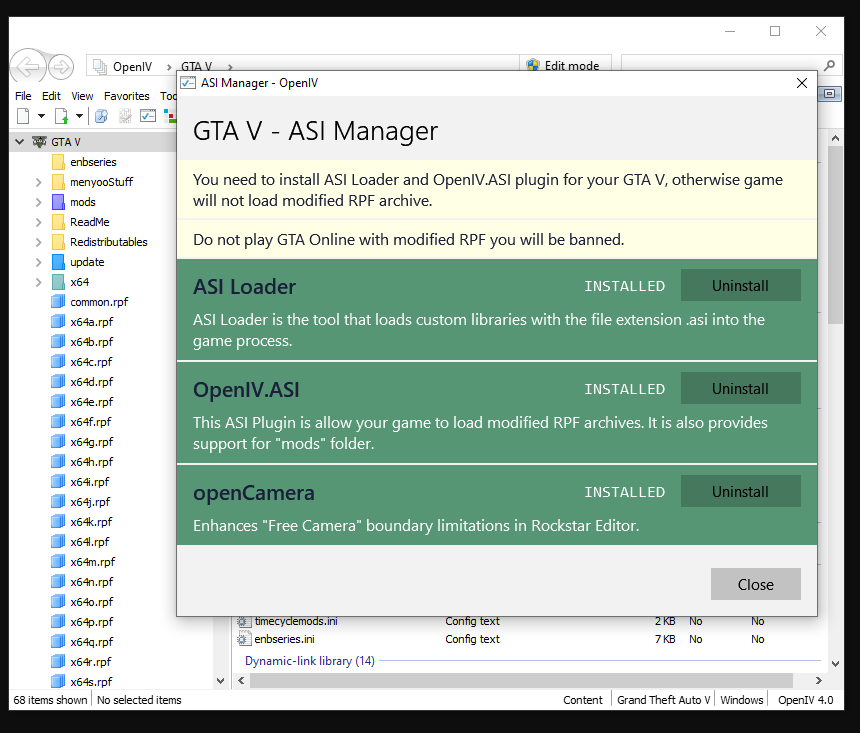 OpenIV
GTA V
Edit mode
ASI Manager - OpenIV
File Edit View Favorites
GTA V - ASI Manager
You need to install ASI Loader and OpenIV.ASI plugin for your GTA V, otherwise game
will not load modified RPF archive.
Do not play GTA Online with modified RPF you will be banned.
ASI Loader
INSTALLED
Uninstall
ASI Loader is the tool that loads custom libraries with the file extension .asi into the
game process.
OpenIV.ASI
INSTALLED
Uninstall
This ASI Plugin is allow your game to load modified RPF archives. It is also provides
support for "mods" folder.
openCamera
INSTALLED
Uninstall
Enhances "Free Camera" boundary limitations in Rockstar Editor.
Close
GTA V
enbseries
menyooStuff
mods
ReadMe
Redistributables
update
x64
common.rpf
x64a.rpf
x64b.rpf
x64c.rpf
x64d.rpf
x64e.rpf
x64f.rpf
x64g.rpf
x64h.rpf
x64i.rpf
x64j.rpf
x64k.rpf
x64l.rpf
x64m.rpf
x64n.rpf
x64o.rpf
x64p.rpf
x64q.rpf
x64r.rpf
x64s.rpf
timecyclemods.ini Config text 2 KB No No
enbseries.ini Config text 7 KB No No
Dynamic-link library (14)
68 items shown No selected items Content Grand Theft Auto V Windows OpenIV 4.0